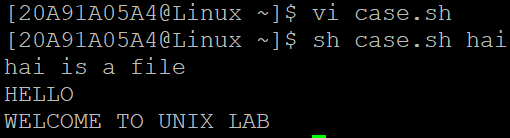 [20A91A05A4@Linux ~]$ vi case.sh
[20A91A05A4@Linux ~]$ sh case.sh hai
hai is a file
HELLO
WELCOME TO UNIX LAB